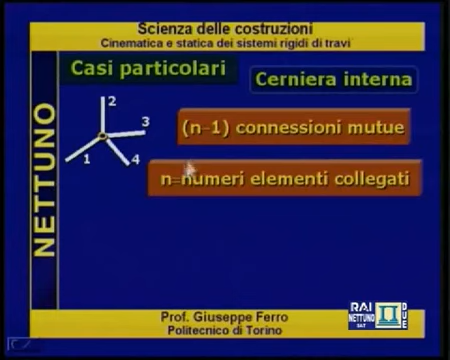 Scienza delle costruzioni
Cinematica e statica dei sistemi rigidi di travi
Casi particolari
Cerniera interna
NETTUNO
2
3
1
4
(n-1) connessioni mutue
n=numeri elementi collegati
Prof. Giuseppe Ferro
Politecnico di Torino
RAI
NETTUNO
SAT
DUE